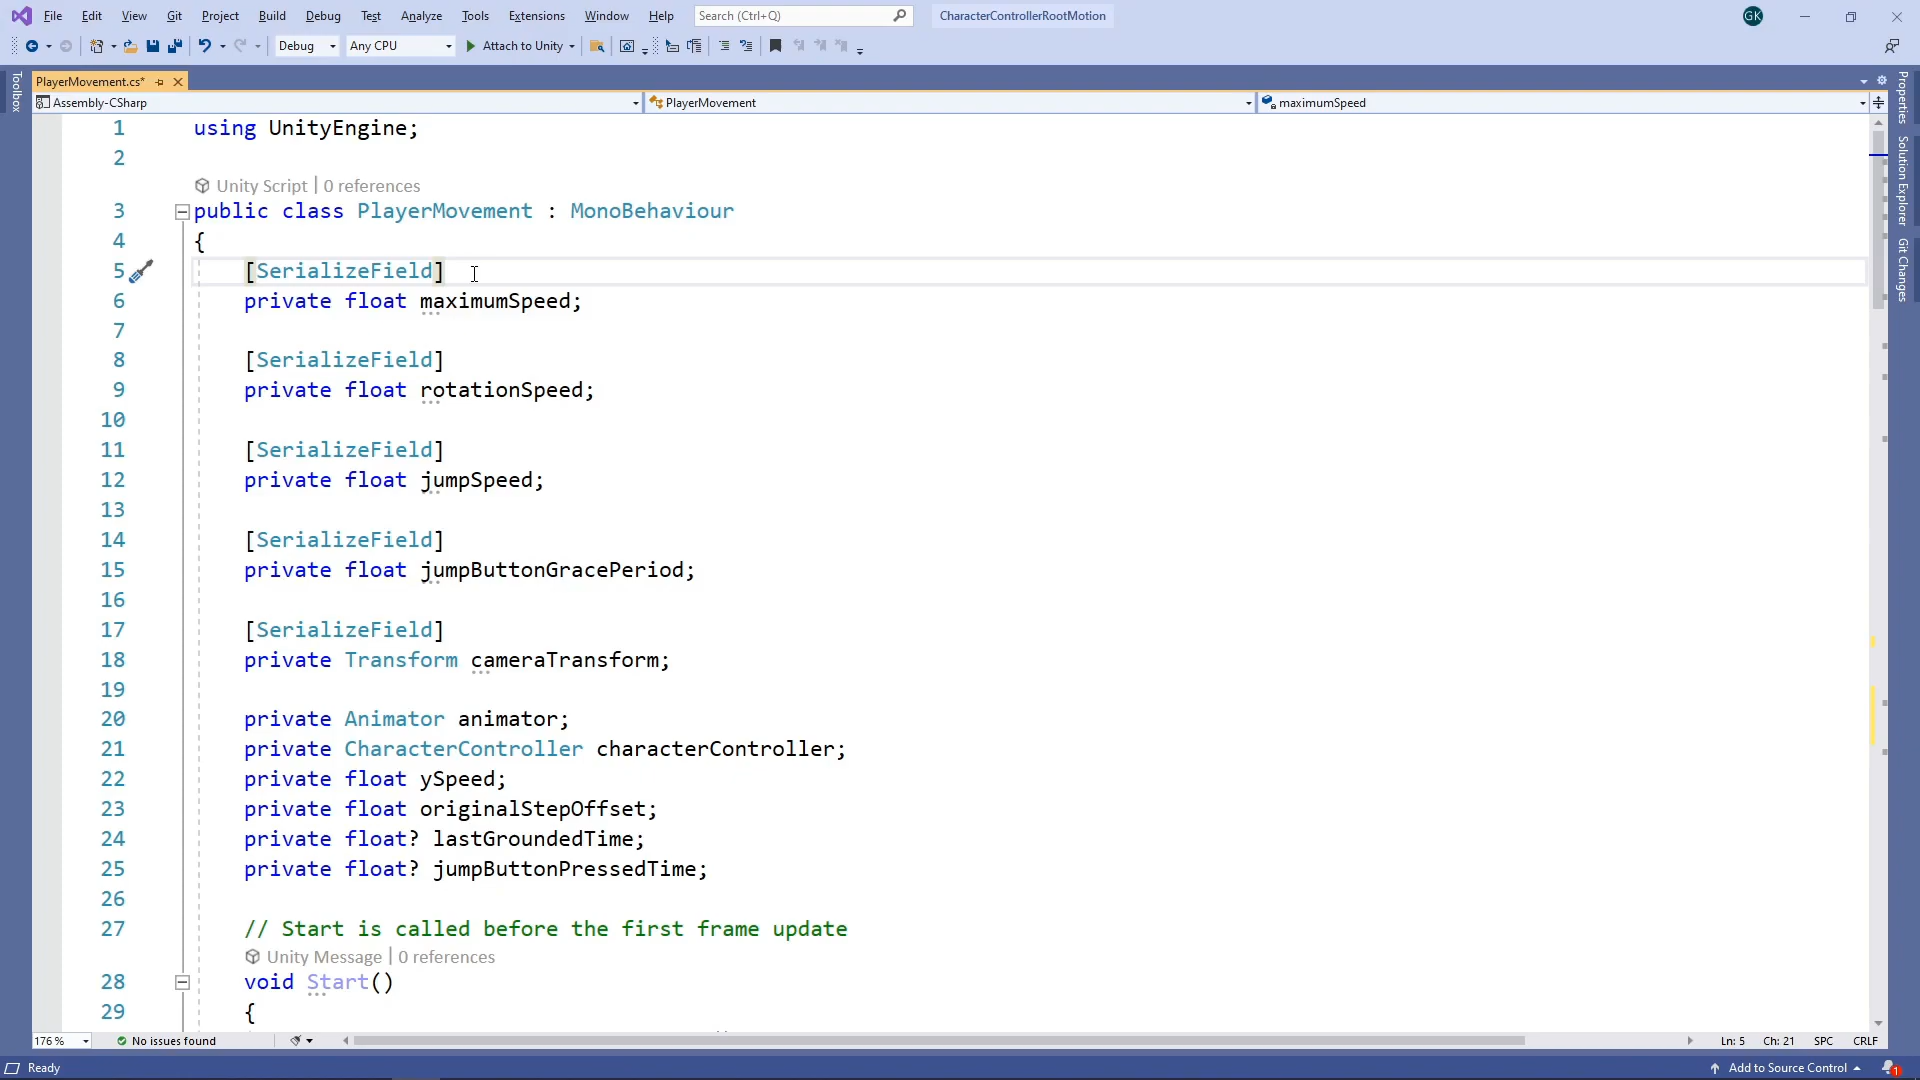 File Edit View Git Project Build Debug Test Analyze Tools Extensions Window Help Search (Ctrl+Q) CharacterControllerRootMotion GK
Debug Any CPU Attach to Unity
PlayerMovement.cs*
Assembly-CSharp PlayerMovement maximumSpeed
Toolbox
Properties
Solution Explorer
Git Changes
1 using UnityEngine;
2
Unity Script | 0 references
3 public class PlayerMovement : MonoBehaviour
4 {
5 [SerializeField]
6 private float maximumSpeed;
7
8 [SerializeField]
9 private float rotationSpeed;
10
11 [SerializeField]
12 private float jumpSpeed;
13
14 [SerializeField]
15 private float jumpButtonGracePeriod;
16
17 [SerializeField]
18 private Transform cameraTransform;
19
20 private Animator animator;
21 private CharacterController characterController;
22 private float ySpeed;
23 private float originalStepOffset;
24 private float? lastGroundedTime;
25 private float? jumpButtonPressedTime;
26
27 // Start is called before the first frame update
Unity Message | 0 references
28 void Start()
29 {
176 % No issues found Ln: 5 Ch: 21 SPC CRLF
Ready Add to Source Control 1